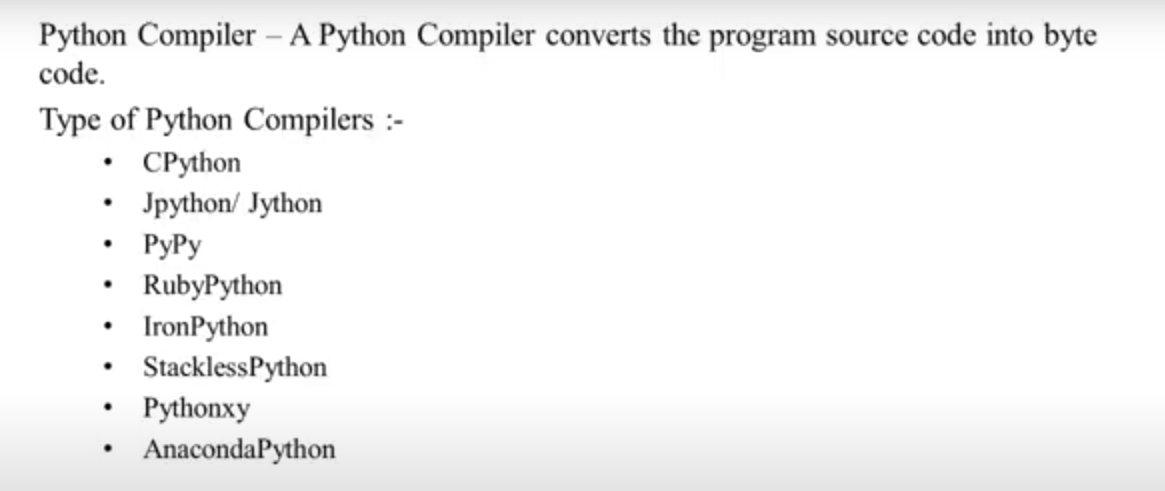 Python Compiler – A Python Compiler converts the program source code into byte
code.
Type of Python Compilers :-
• CPython
• Jpython/ Jython
• PyPy
• RubyPython
• IronPython
• StacklessPython
• Pythonxy
• AnacondaPython